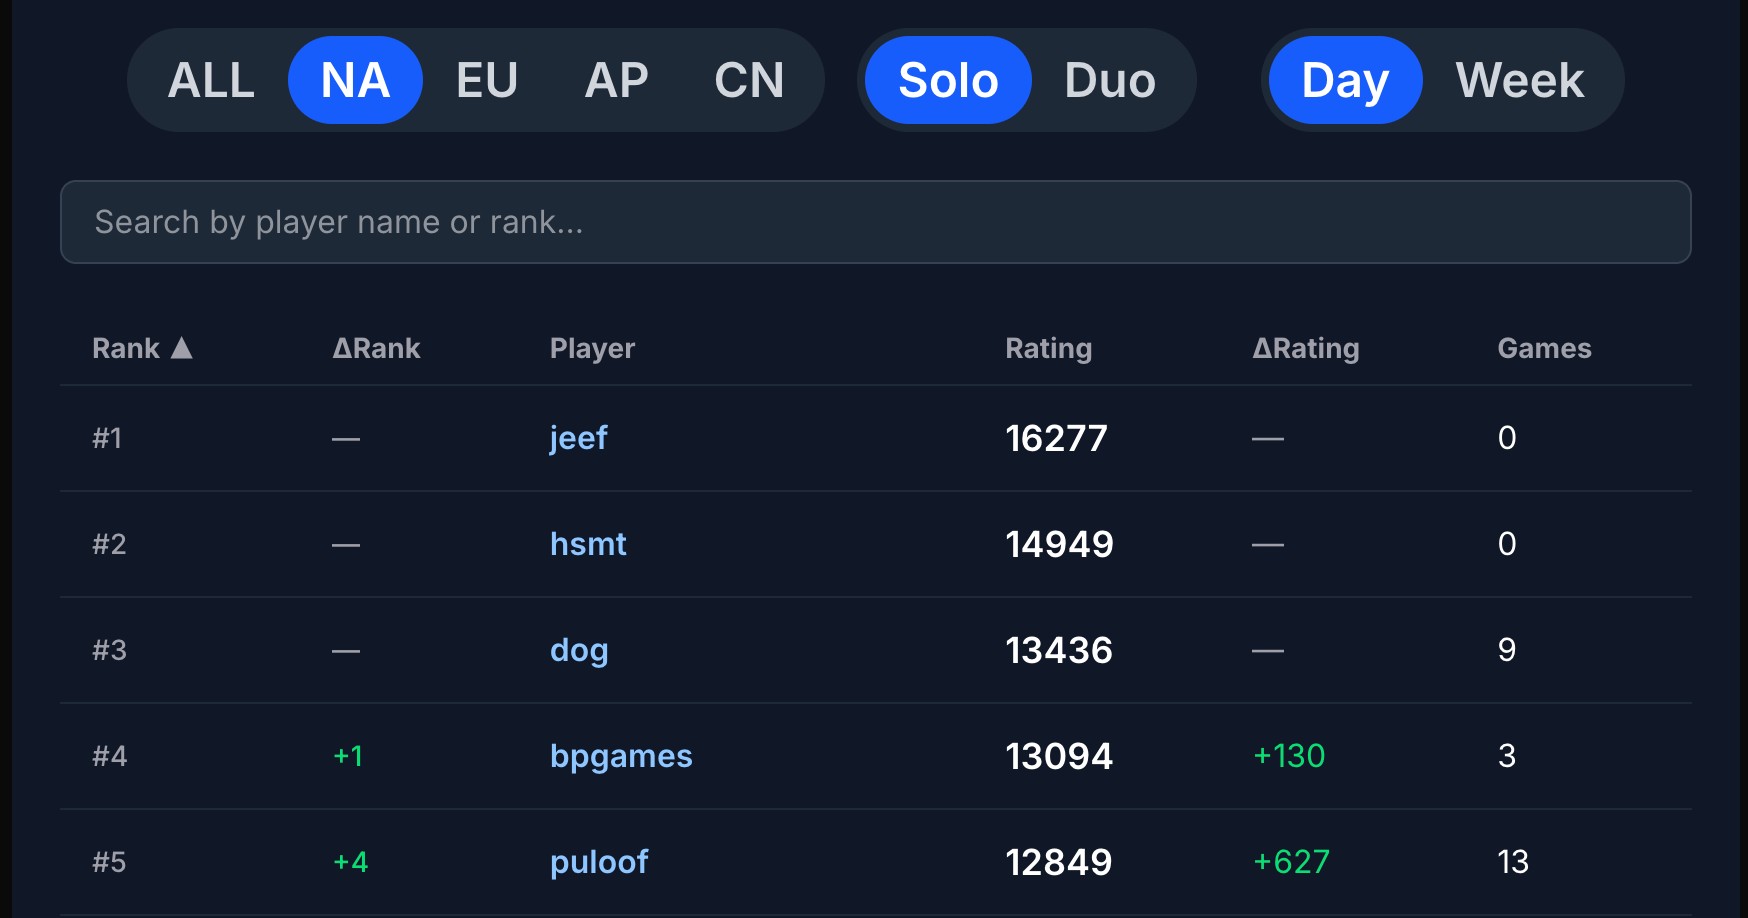 ALL NA EU AP CN Solo Duo Day Week
Search by player name or rank...
Rank ▲ ΔRank Player Rating ΔRating Games
#1 — jeef 16277 — 0
#2 — hsmt 14949 — 0
#3 — dog 13436 — 9
#4 +1 bpgames 13094 +130 3
#5 +4 puloof 12849 +627 13